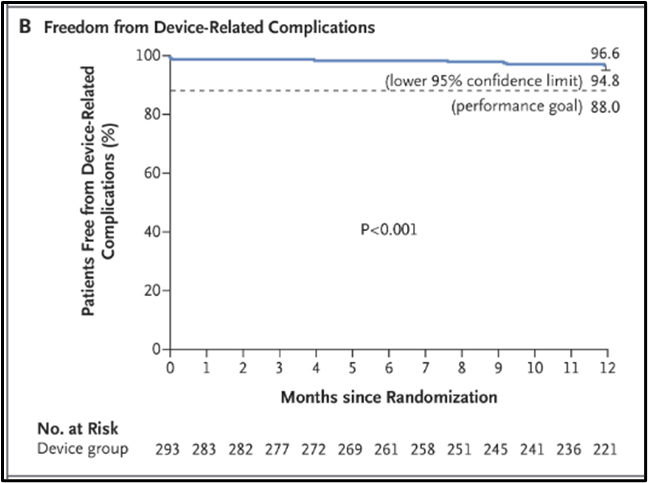 B Freedom from Device-Related Complications
Patients Free from Device-Related
Complications (%)
100
80
60
40
20
0
96.6
(lower 95% confidence limit) 94.8
(performance goal) 88.0
P<0.001
0 1 2 3 4 5 6 7 8 9 10 11 12
Months since Randomization
No. at Risk
Device group 293 283 282 277 272 269 261 258 251 245 241 236 221